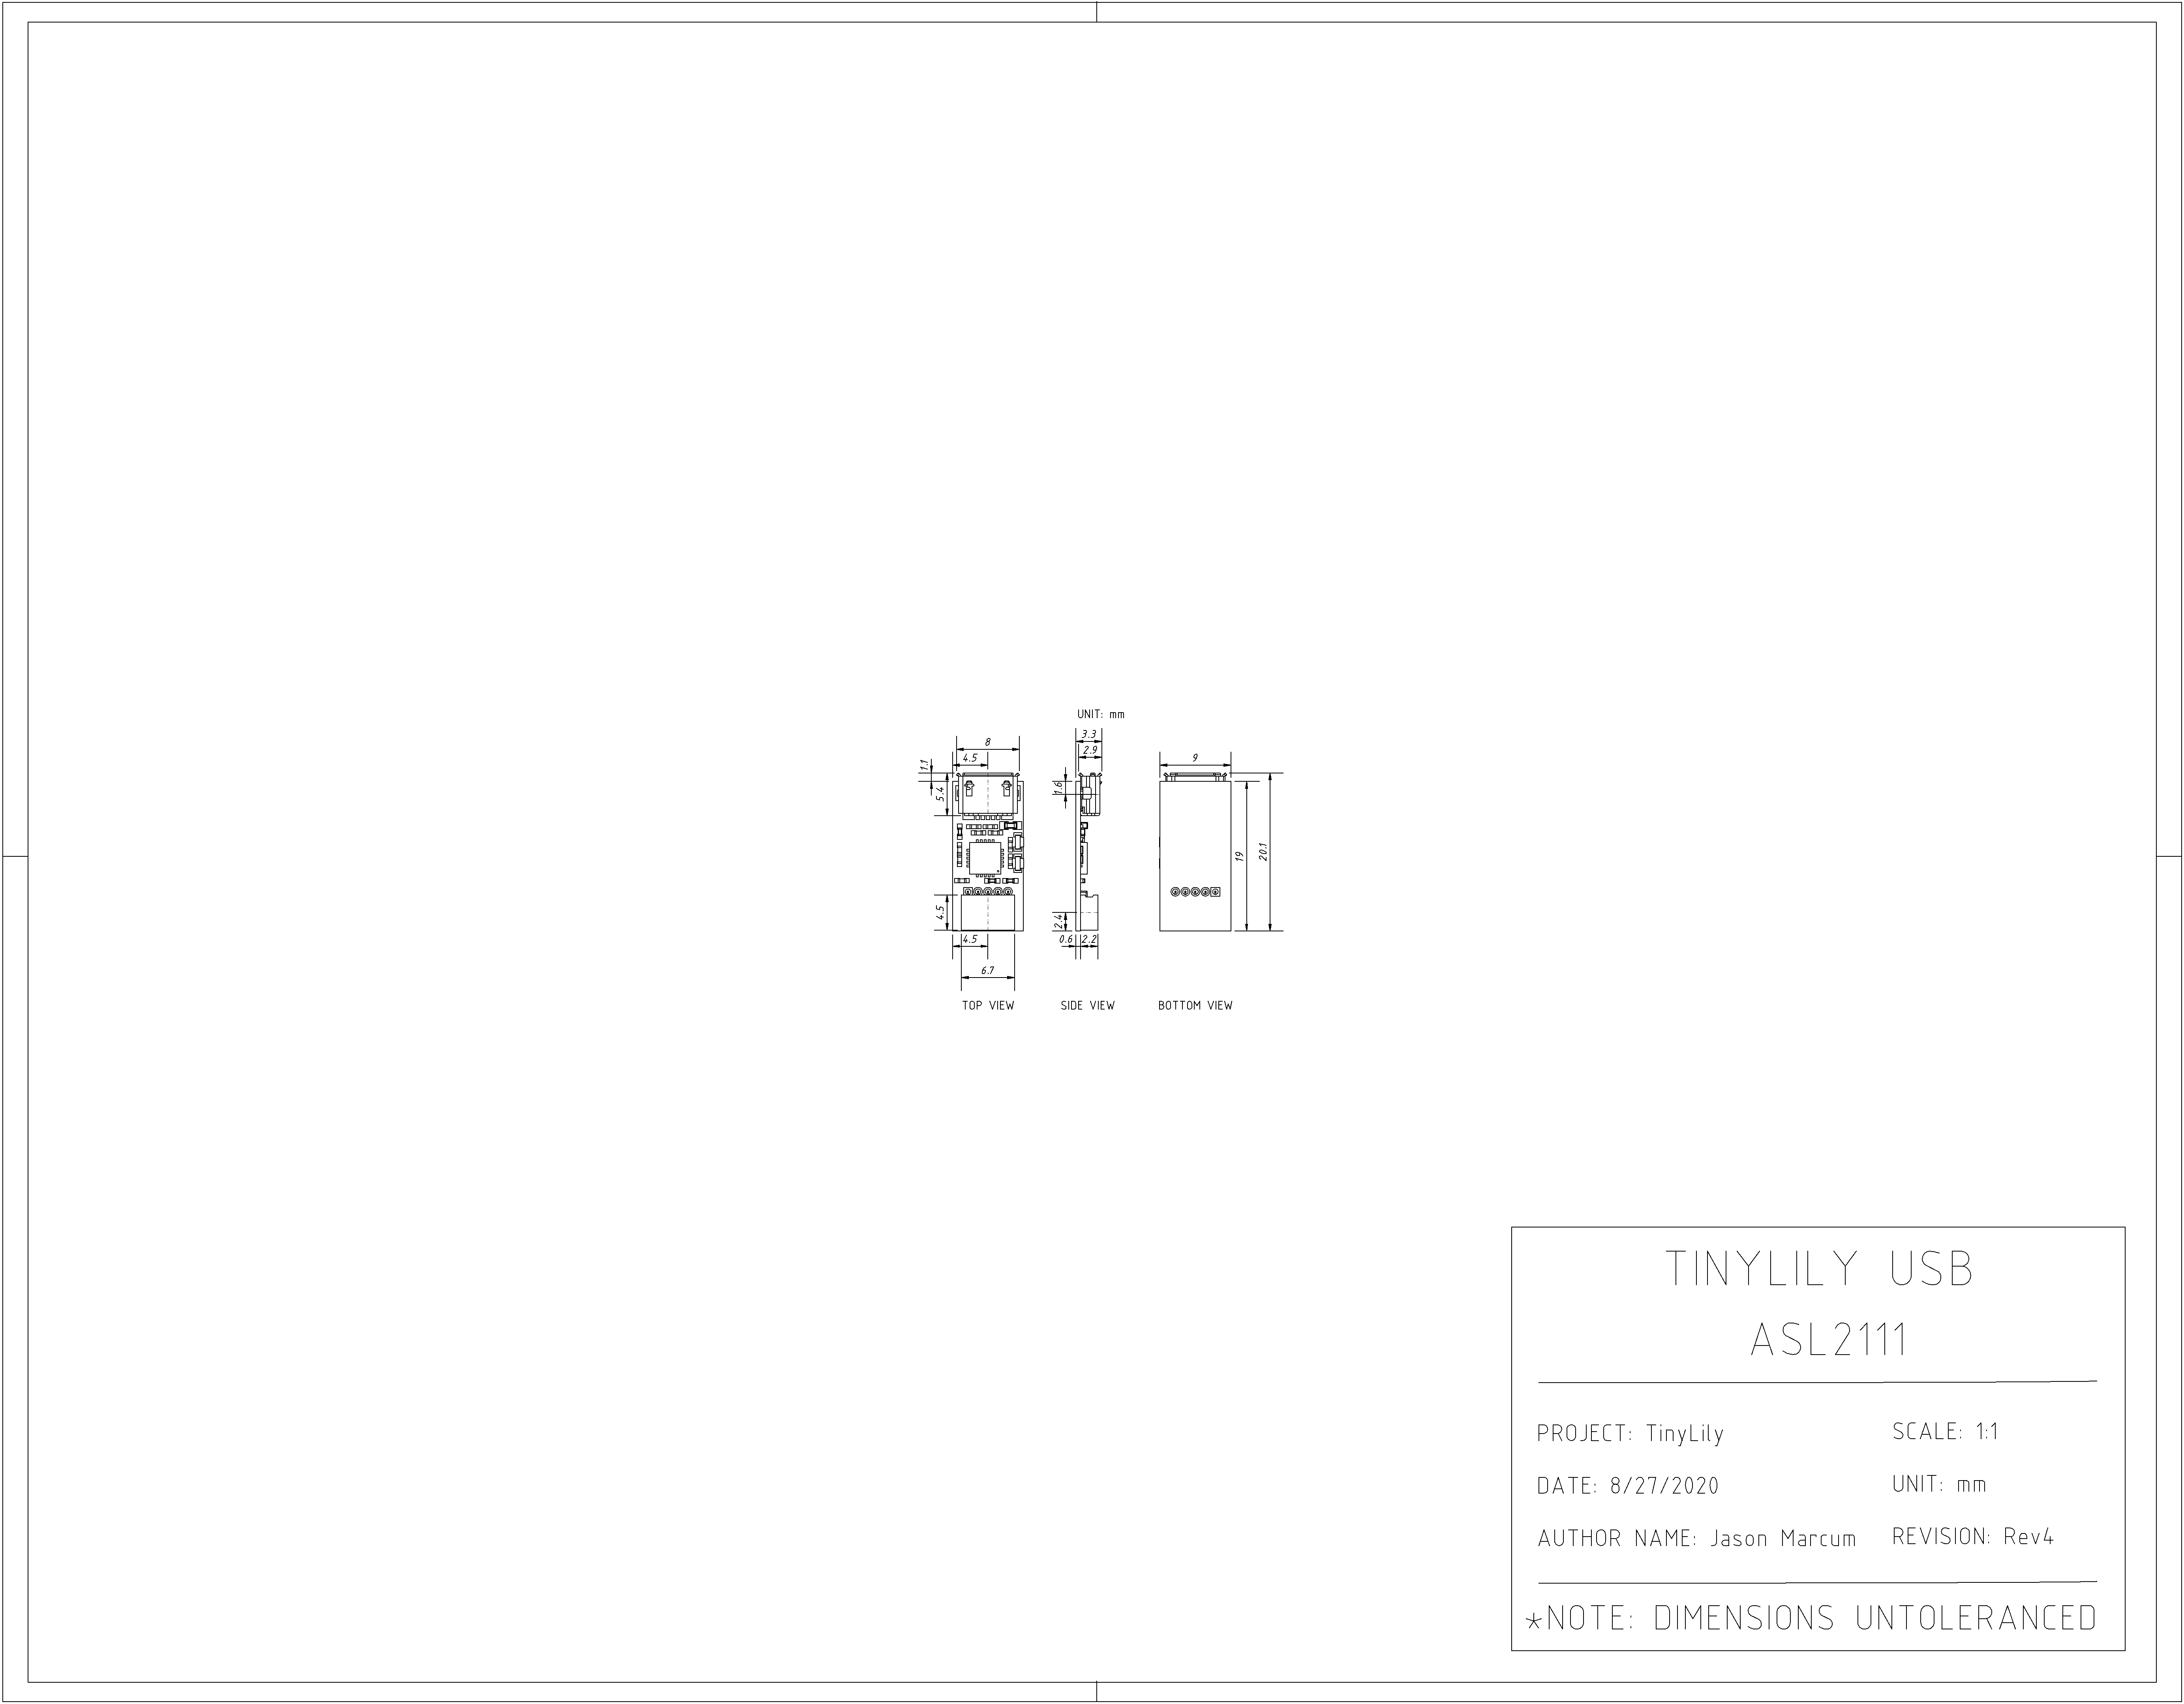 UNIT: mm
8
4.5
1.1
5.4
4.5
4.5
6.7
TOP VIEW
3.3
2.9
1.6
2.4
0.6
2.2
SIDE VIEW
9
19
20.1
BOTTOM VIEW
TINYLILY USB
ASL2111
PROJECT: TinyLily
SCALE: 1:1
DATE: 8/27/2020
UNIT: mm
AUTHOR NAME: Jason Marcum
REVISION: Rev4
*NOTE: DIMENSIONS UNTOLERANCED